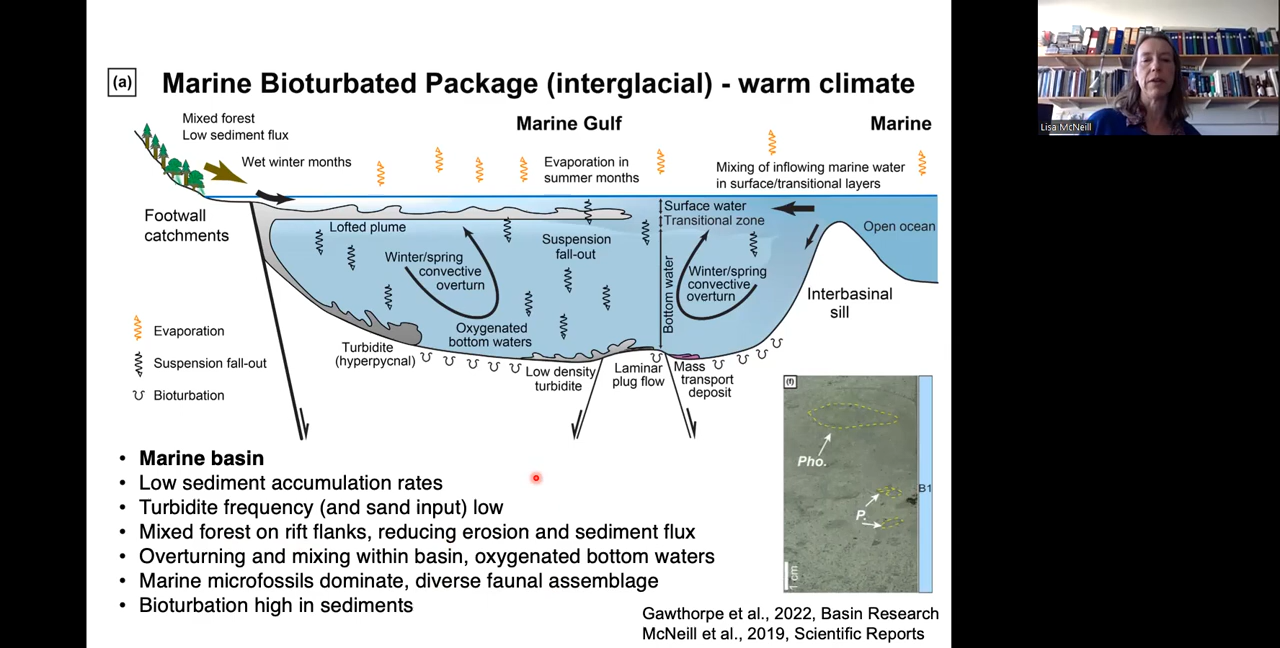 (a) Marine Bioturbated Package (interglacial) - warm climate
Mixed forest
Low sediment flux
Wet winter months
Marine Gulf
Marine
Evaporation in
summer months
Mixing of inflowing marine water
in surface/transitional layers
Footwall
catchments
Surface water
Transitional zone
Open ocean
Lofted plume
Suspension
fall-out
Winter/spring
convective
overturn
Bottom water
Winter/spring
convective
overturn
Interbasinal
sill
Oxygenated
bottom waters
Turbidite
(hyperpycnal)
Low density
turbidite
Laminar
plug flow
Mass
transport
deposit
Evaporation
Suspension fall-out
Bioturbation
(f)
Pho.
P.
B1
1 cm
• Marine basin
• Low sediment accumulation rates
• Turbidite frequency (and sand input) low
• Mixed forest on rift flanks, reducing erosion and sediment flux
• Overturning and mixing within basin, oxygenated bottom waters
• Marine microfossils dominate, diverse faunal assemblage
• Bioturbation high in sediments
Gawthorpe et al., 2022, Basin Research
McNeill et al., 2019, Scientific Reports
Lisa McNeill